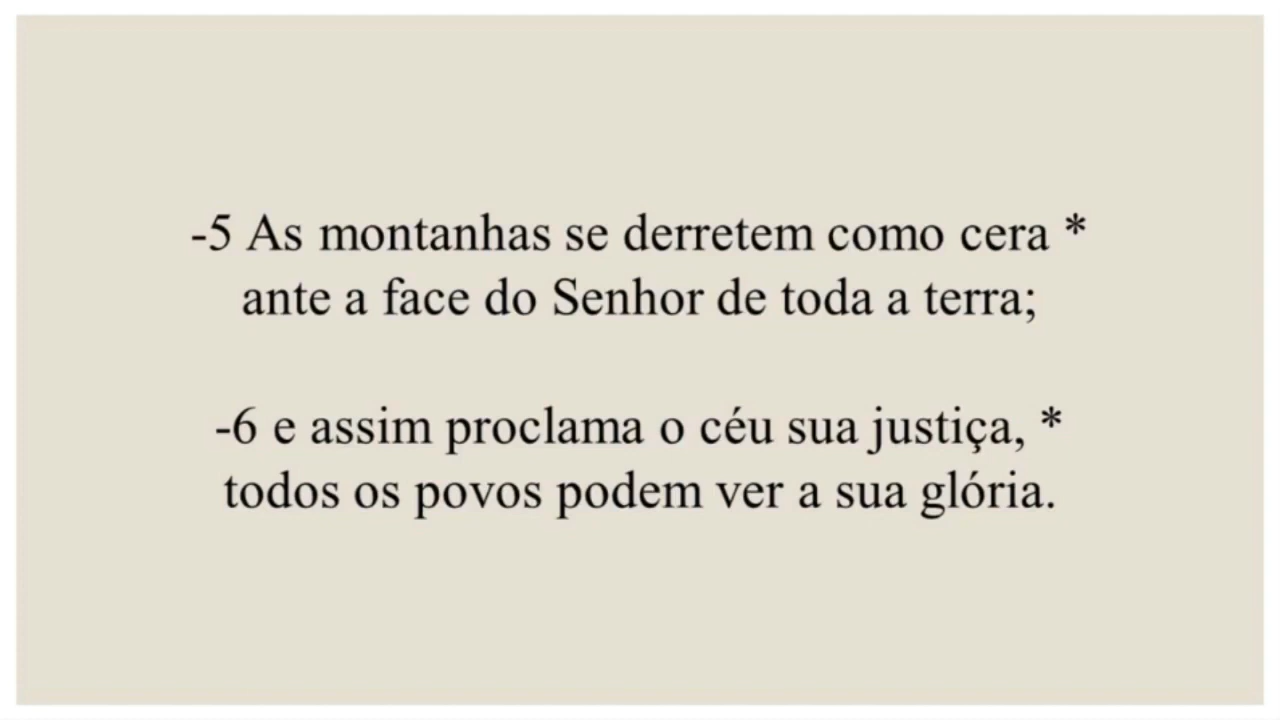 -5 As montanhas se derretem como cera *
ante a face do Senhor de toda a terra;
-6 e assim proclama o céu sua justiça, *
todos os povos podem ver a sua glória.